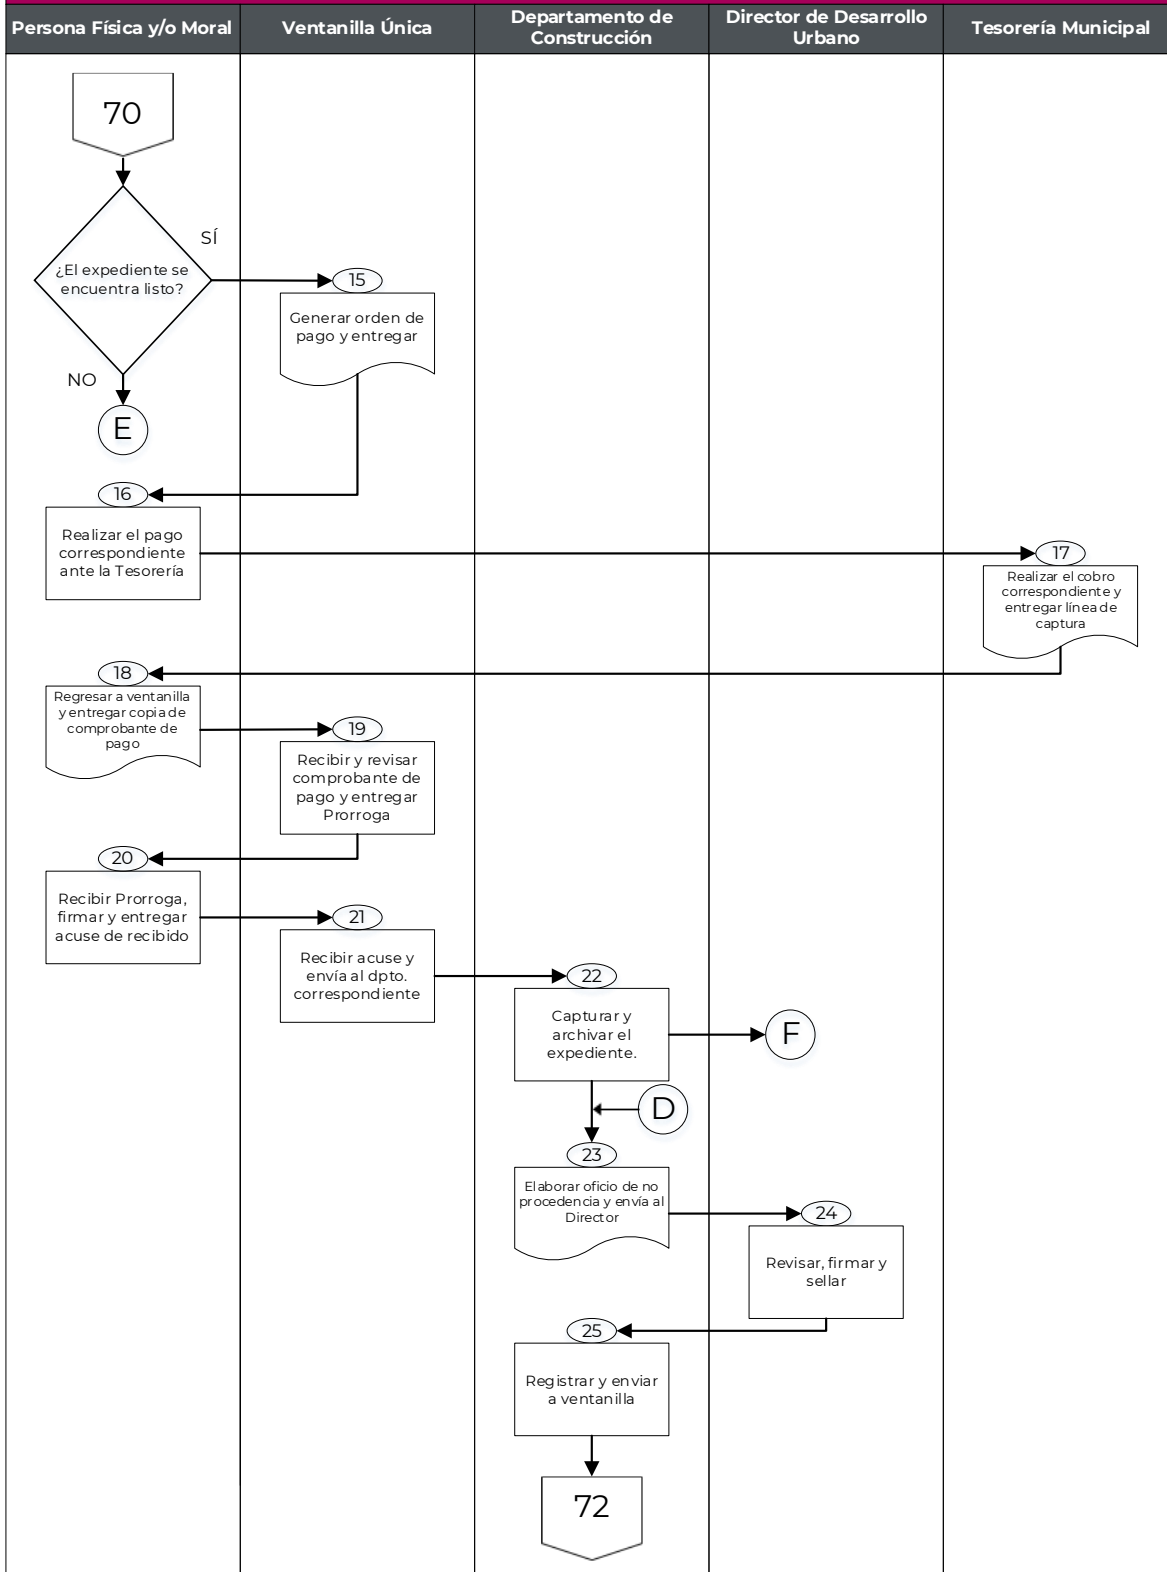 Persona Física y/o Moral
Ventanilla Única
Departamento de
Construcción
Director de Desarrollo
Urbano
Tesorería Municipal
70
¿El expediente se
encuentra listo?
SÍ
NO
E
15
Generar orden de
pago y entregar
16
Realizar el pago
correspondiente
ante la Tesorería
17
Realizar el cobro
correspondiente y
entregar línea de
captura
18
Regresar a ventanilla
y entregar copia de
comprobante de
pago
19
Recibir y revisar
comprobante de
pago y entregar
Prorroga
20
Recibir Prorroga,
firmar y entregar
acuse de recibido
21
Recibir acuse y
envía al dpto.
correspondiente
22
Capturar y
archivar el
expediente.
F
D
23
Elaborar oficio de no
procedencia y envía al
Director
24
Revisar, firmar y
sellar
25
Registrar y enviar
a ventanilla
72